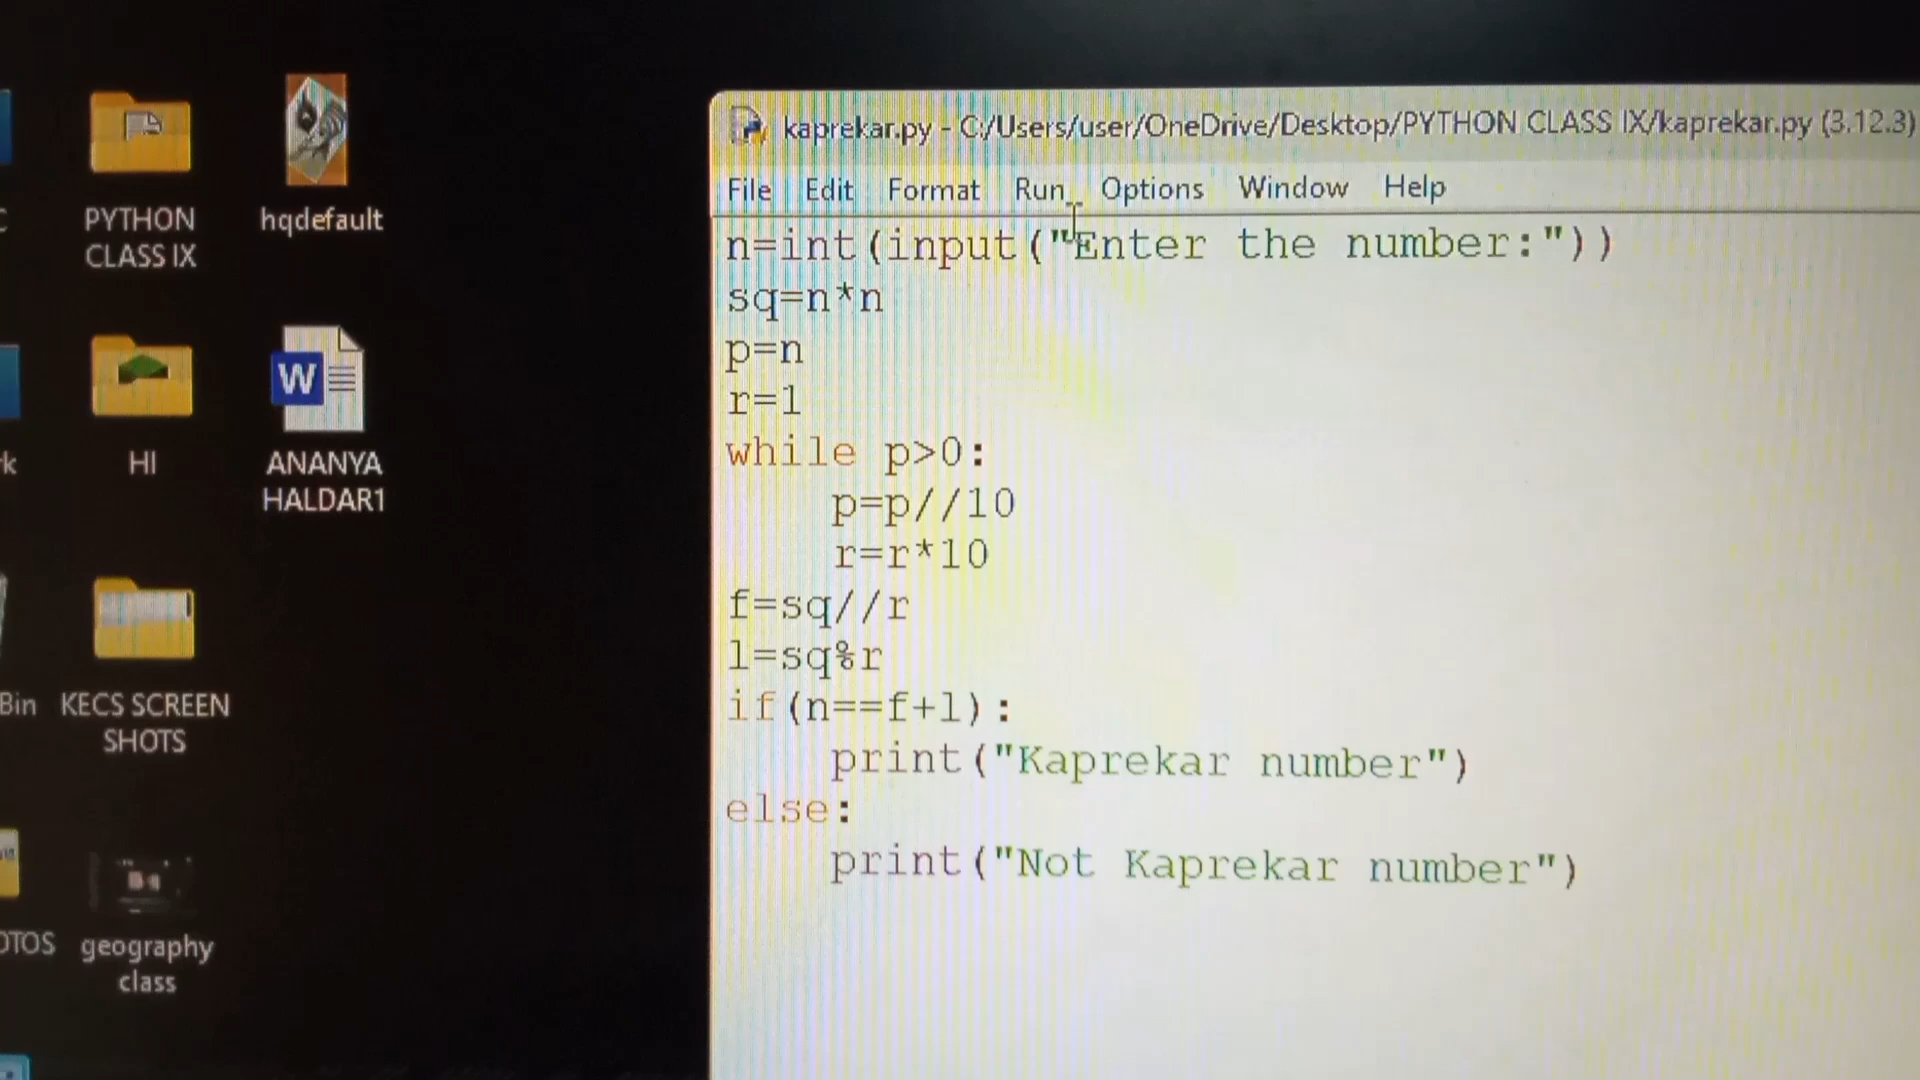 PYTHON
CLASS IX
hqdefault
HI
ANANYA
HALDAR1
Bin
KECS SCREEN
SHOTS
geography
class
kaprekar.py - C:/Users/user/OneDrive/Desktop/PYTHON CLASS IX/kaprekar.py (3.12.3)
File Edit Format Run Options Window Help
n=int(input("Enter the number:"))
sq=n*n
p=n
r=1
while p>0:
    p=p//10
    r=r*10
f=sq//r
l=sq%r
if(n==f+l):
    print("Kaprekar number")
else:
    print("Not Kaprekar number")